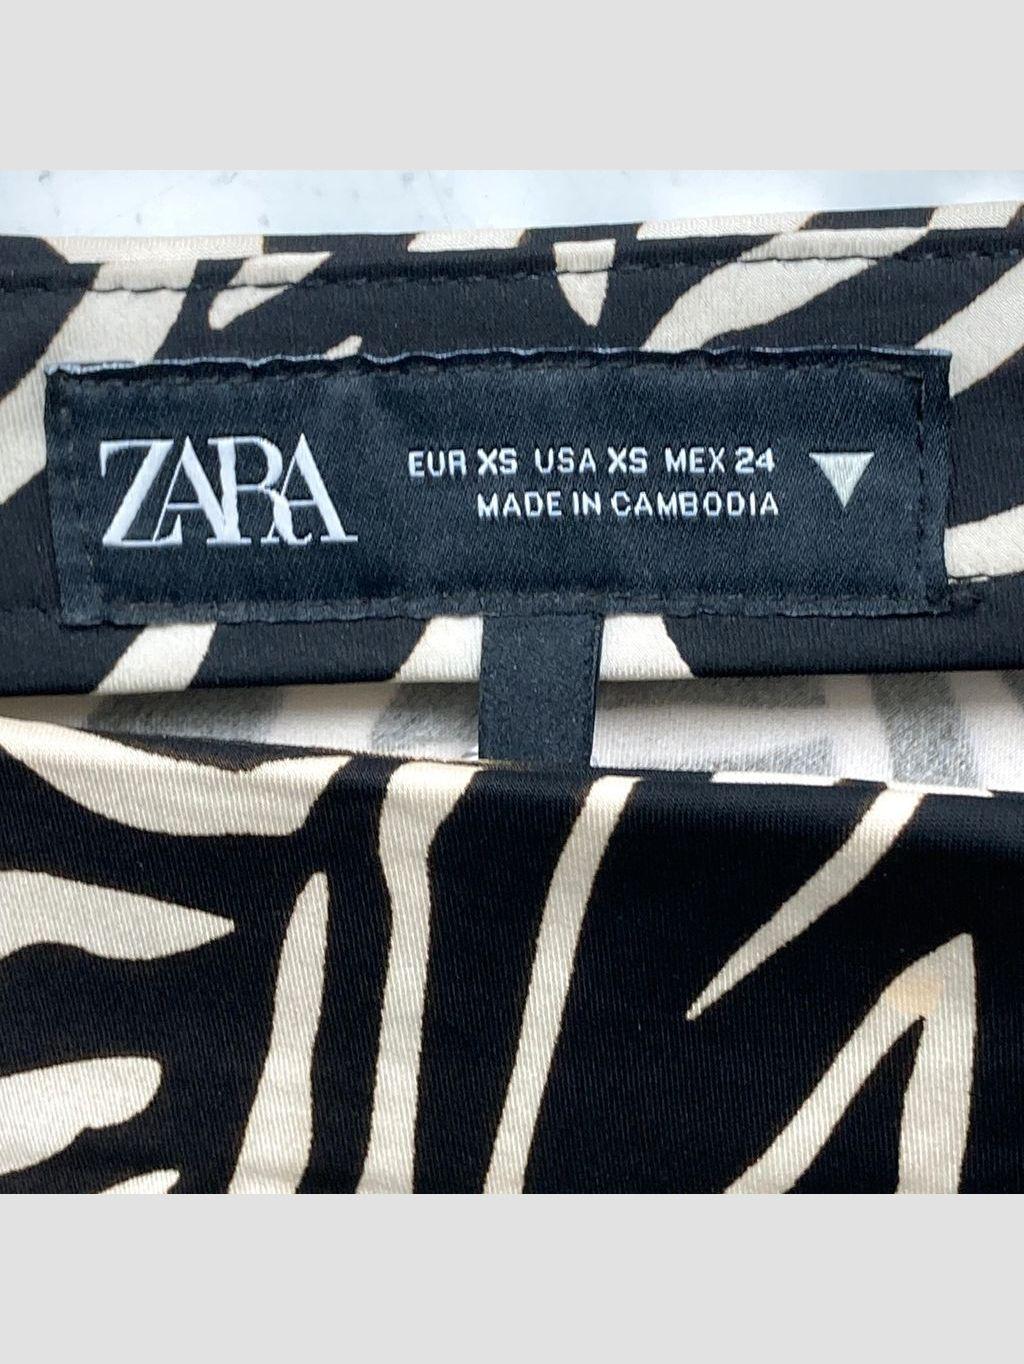 ZARA
EUR XS USA XS MEX 24
MADE IN CAMBODIA